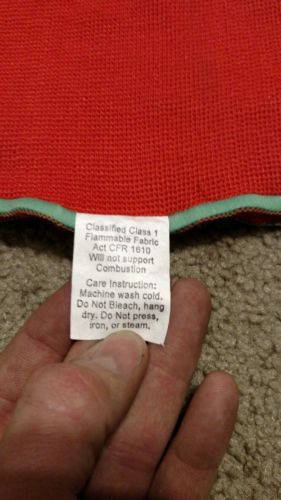 Classified Class 1
Flammable Fabric
Act CFR 1610
Will not support
Combustion
Care Instruction:
Machine wash cold.
Do Not Bleach, hang
dry. Do Not press,
iron, or steam.